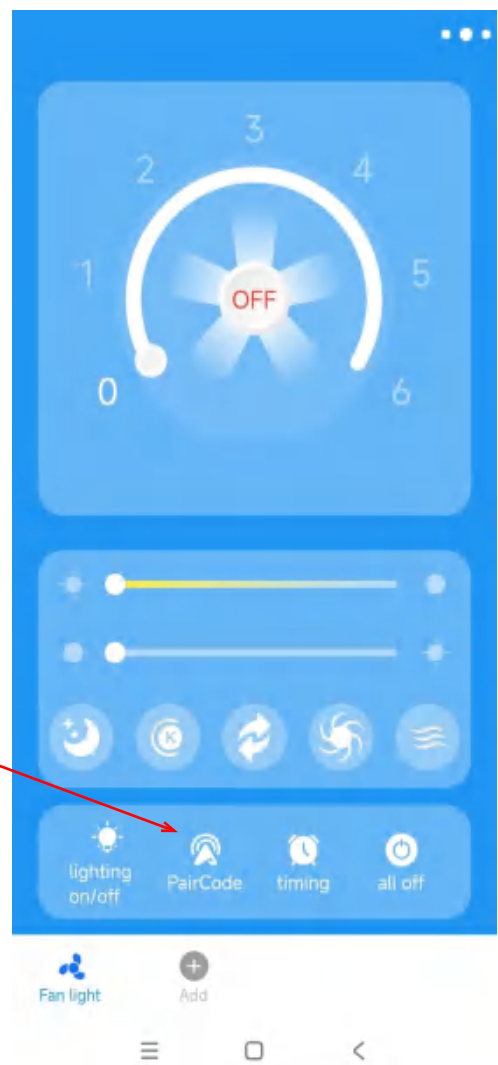 3
2
4
1
5
OFF
0
6
K
lighting
on/off
PairCode
timing
all off
Fan light
Add